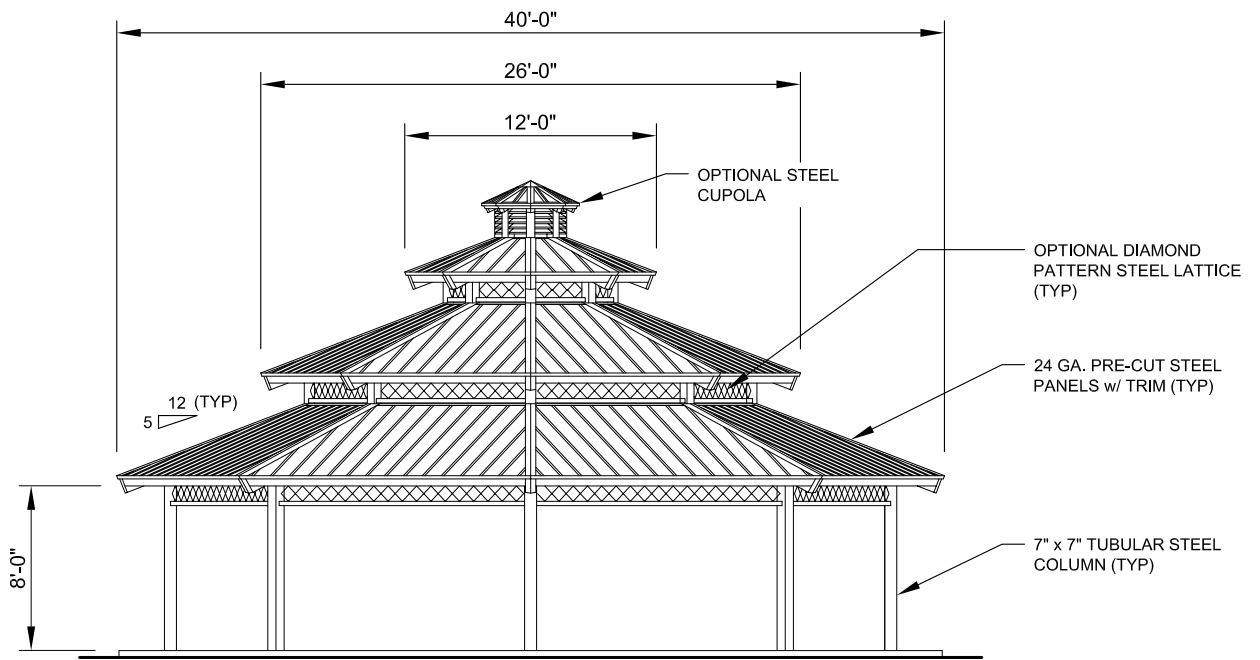 40'-0"
26'-0"
12'-0"
OPTIONAL STEEL
CUPOLA
OPTIONAL DIAMOND
PATTERN STEEL LATTICE
(TYP)
24 GA. PRE-CUT STEEL
PANELS w/ TRIM (TYP)
12 (TYP)
5
8'-0"
7" x 7" TUBULAR STEEL
COLUMN (TYP)